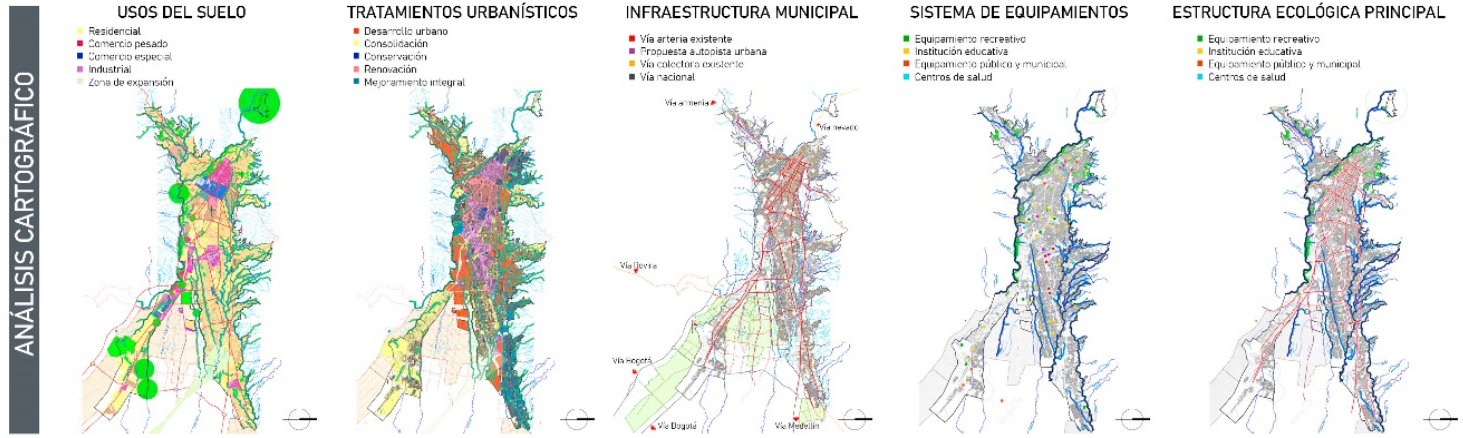 ANÁLISIS CARTOGRÁFICO
USOS DEL SUELO
Residencial
Comercio pesado
Comercio especial
Industrial
Zona de expansión
TRATAMIENTOS URBANÍSTICOS
Desarrollo urbano
Consolidación
Conservación
Renovación
Mejoramiento integral
INFRAESTRUCTURA MUNICIPAL
Vía arteria existente
Propuesta autopista urbana
Vía colectora existente
Vía nacional
Vía armenia
Vía nevado
Vía Rovira
Vía Bogotá
Vía Bogotá
Vía Medellín
SISTEMA DE EQUIPAMIENTOS
Equipamiento recreativo
Institución educativa
Equipamiento público y municipal
Centros de salud
ESTRUCTURA ECOLÓGICA PRINCIPAL
Equipamiento recreativo
Institución educativa
Equipamiento público y municipal
Centros de salud